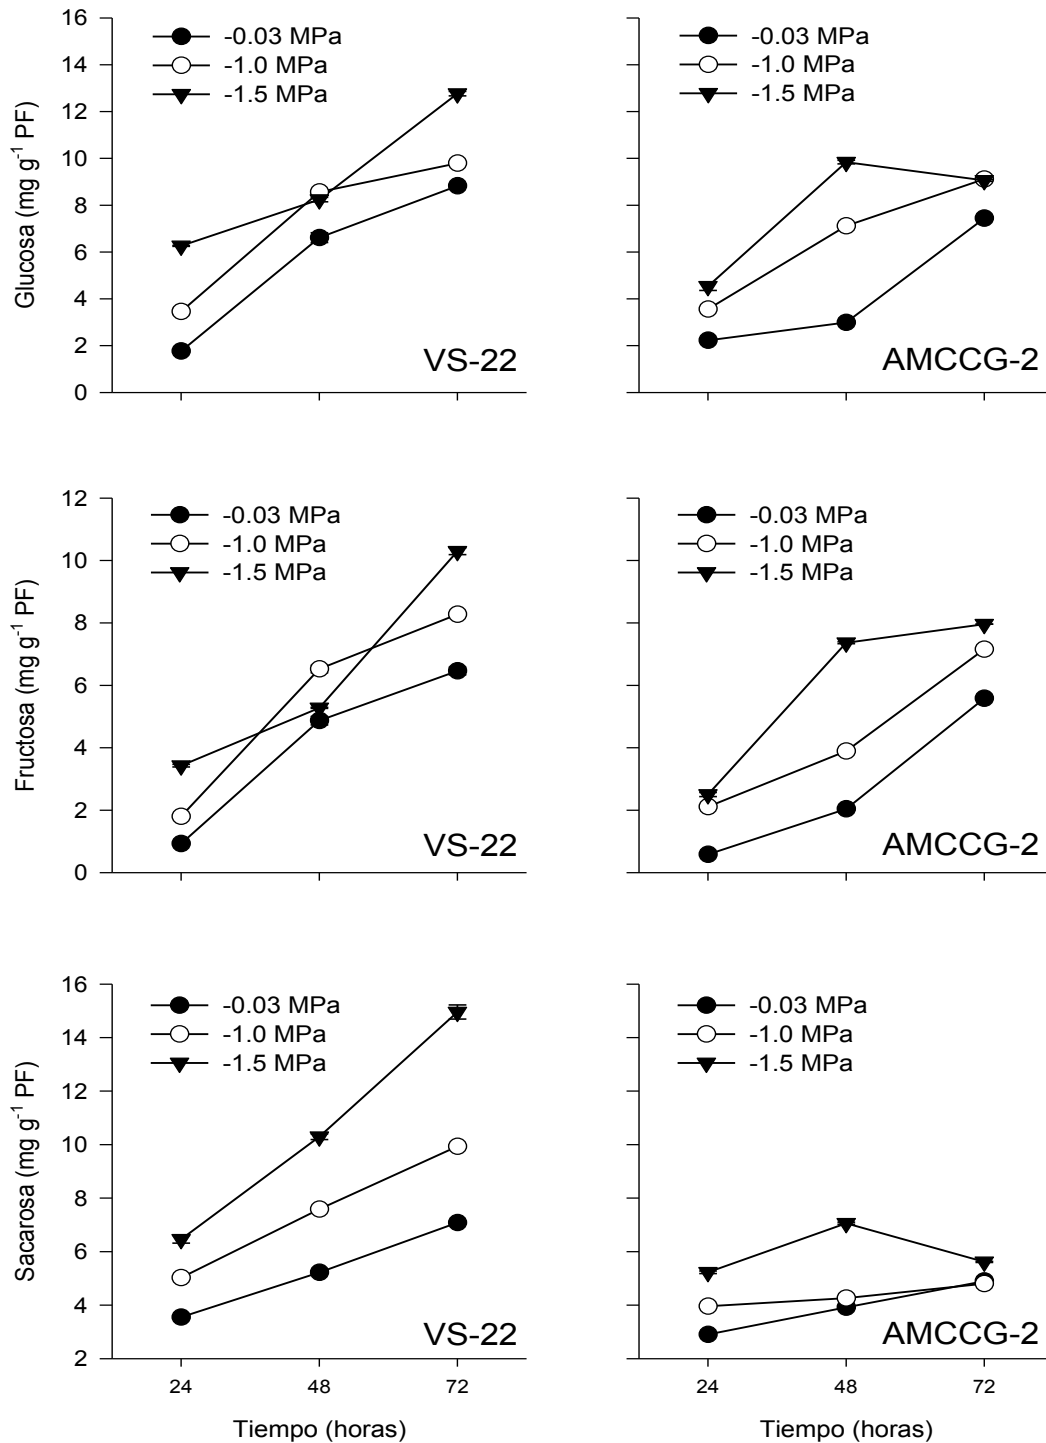 16
14
12
10
8
6
4
2
0
Glucosa (mg g-1 PF)
-0.03 MPa
-1.0 MPa
-1.5 MPa
VS-22
-0.03 MPa
-1.0 MPa
-1.5 MPa
AMCCG-2
12
10
8
6
4
2
0
Fructosa (mg g-1 PF)
-0.03 MPa
-1.0 MPa
-1.5 MPa
VS-22
-0.03 MPa
-1.0 MPa
-1.5 MPa
AMCCG-2
16
14
12
10
8
6
4
2
Sacarosa (mg g-1 PF)
-0.03 MPa
-1.0 MPa
-1.5 MPa
VS-22
24 48 72
Tiempo (horas)
-0.03 MPa
-1.0 MPa
-1.5 MPa
AMCCG-2
24 48 72
Tiempo (horas)